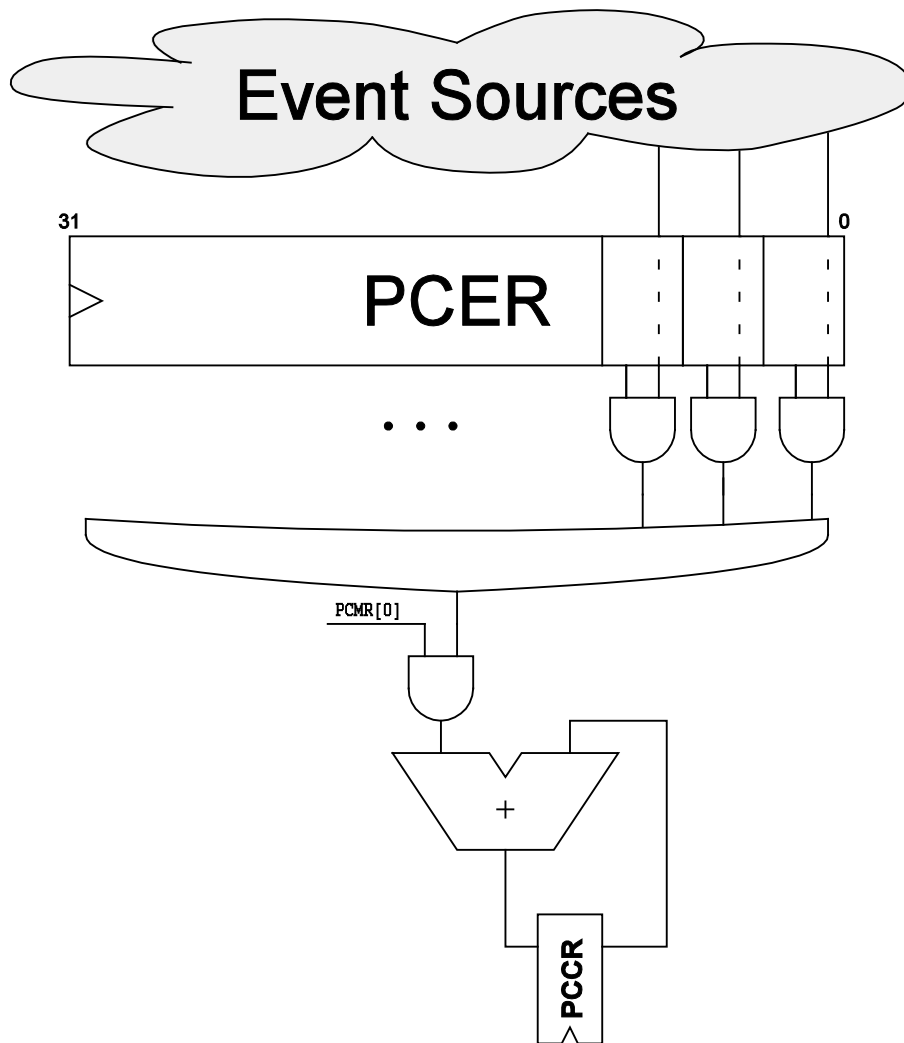 Event Sources
31 0
PCER
. . .
PCMR[0]
+
PCCR